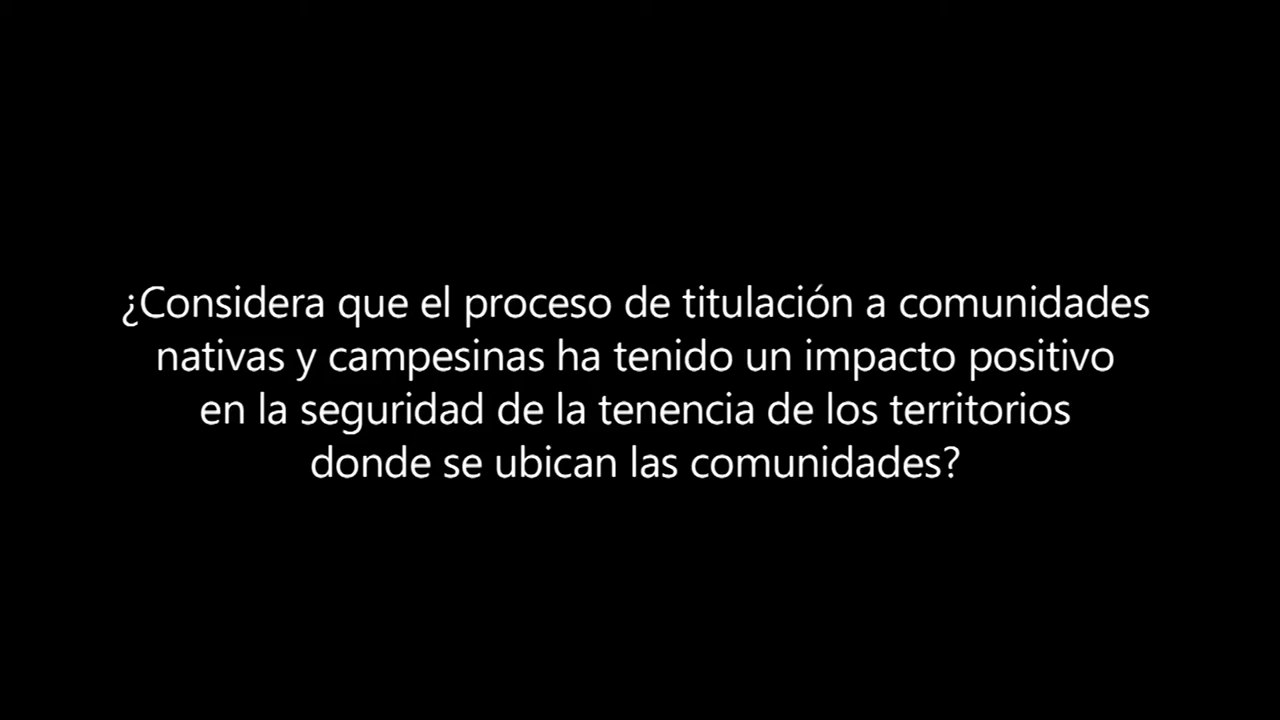 ¿Considera que el proceso de titulación a comunidades
nativas y campesinas ha tenido un impacto positivo
en la seguridad de la tenencia de los territorios
donde se ubican las comunidades?